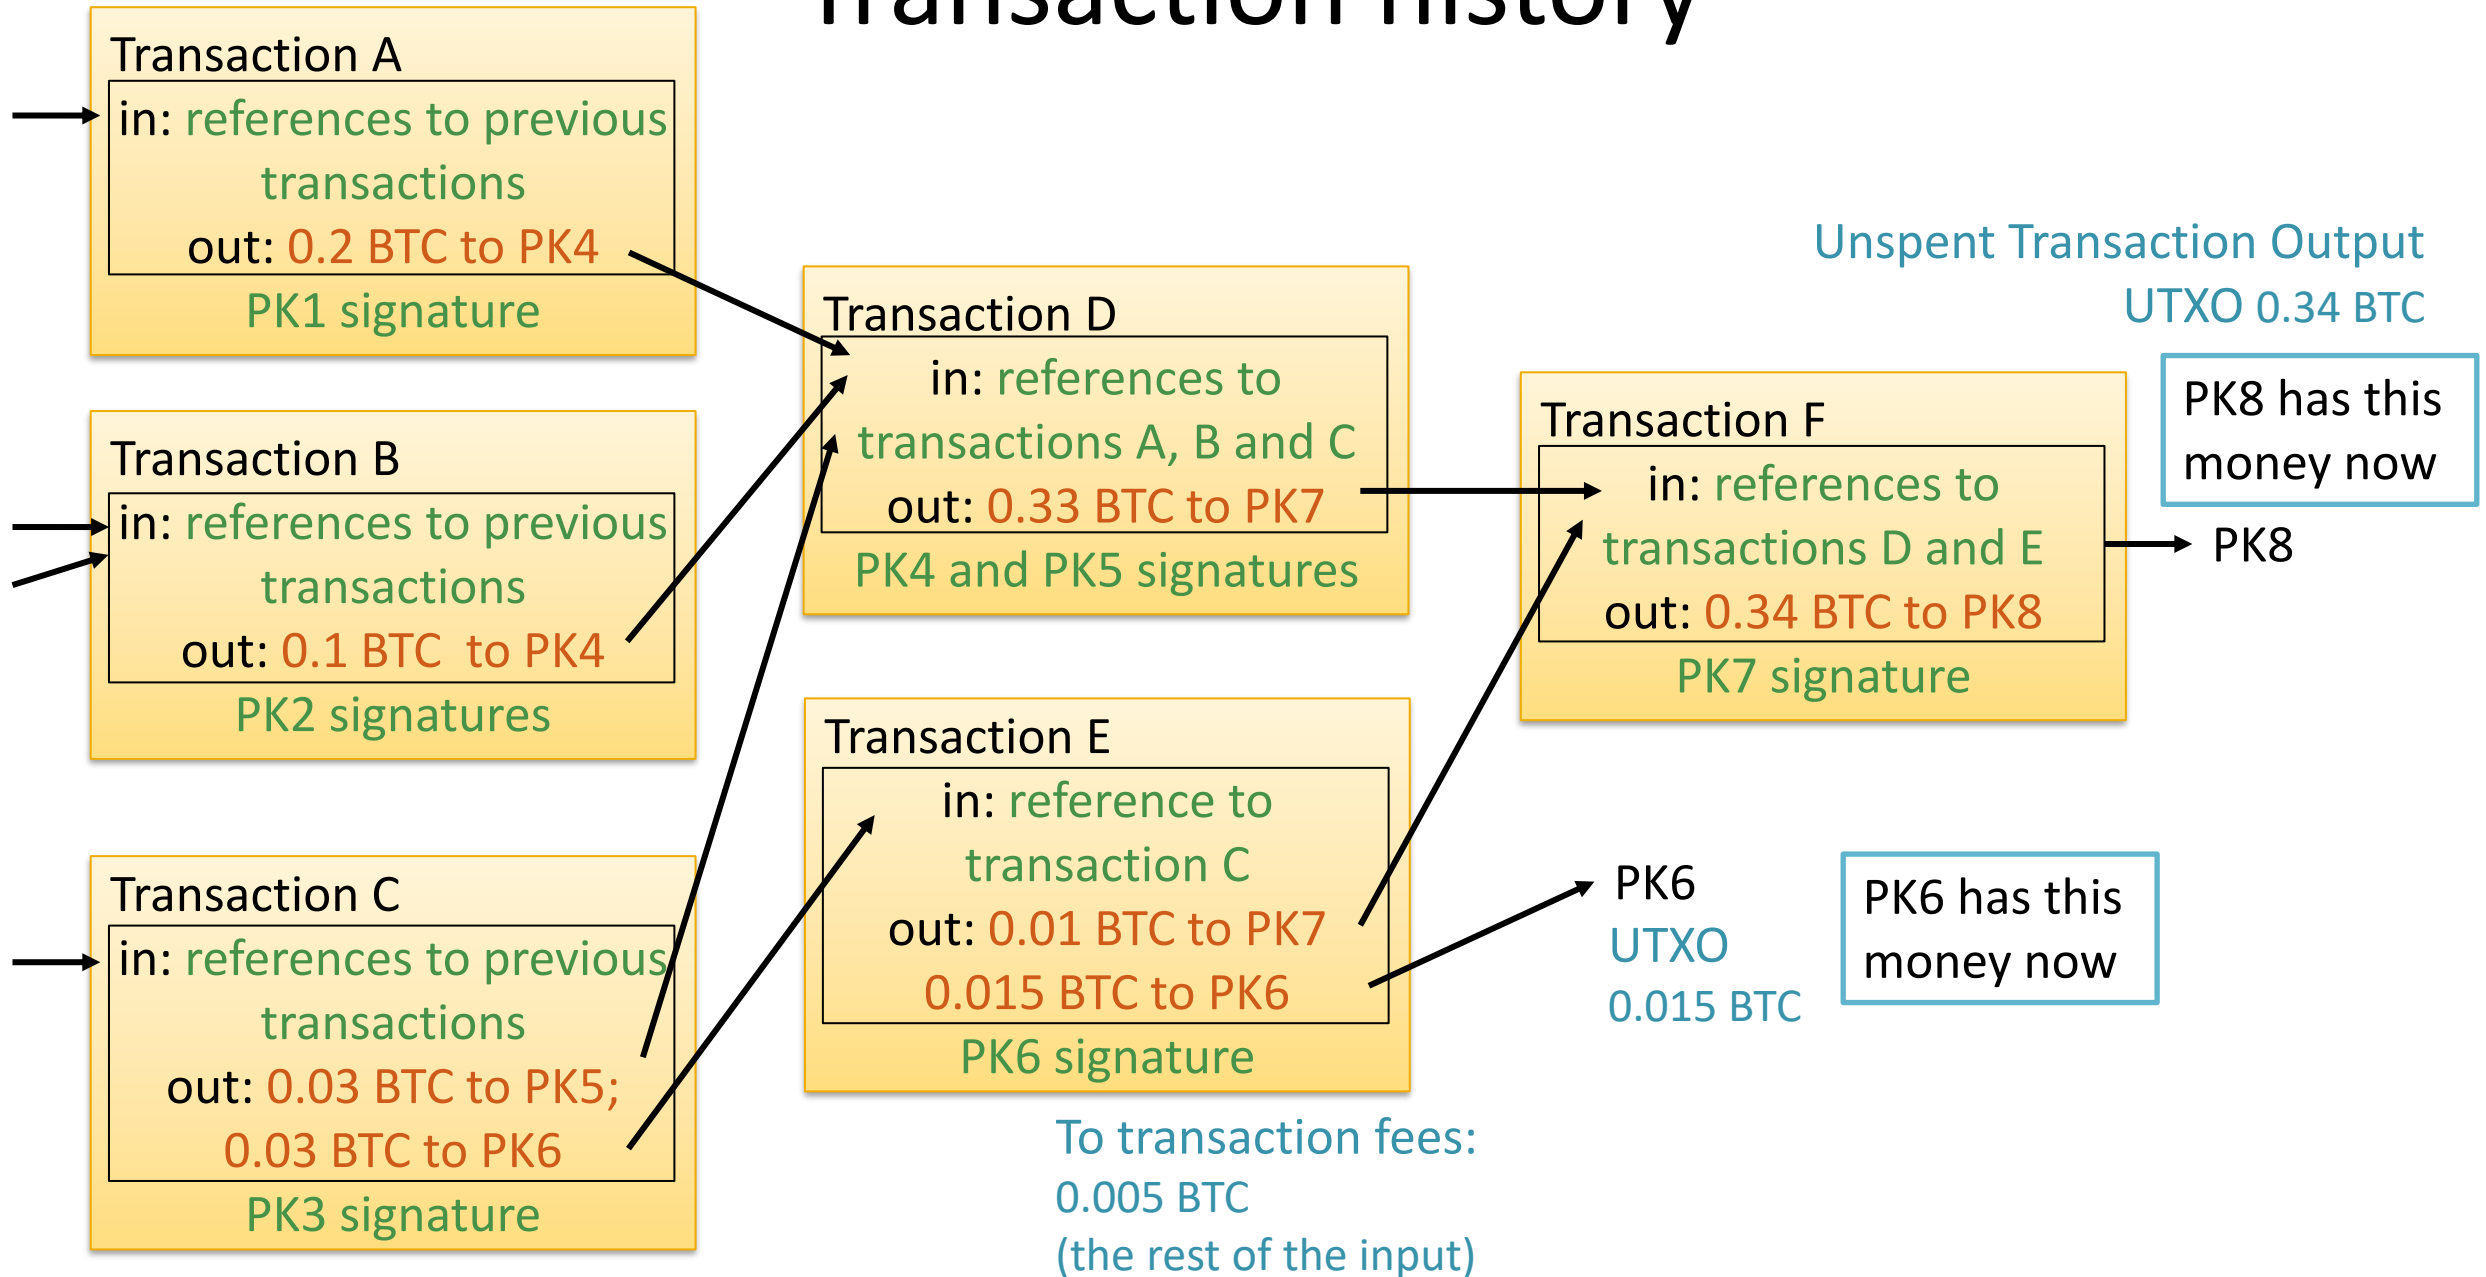 Transaction history
Transaction A
in: references to previous
transactions
out: 0.2 BTC to PK4
PK1 signature
Transaction B
in: references to previous
transactions
out: 0.1 BTC  to PK4
PK2 signatures
Transaction C
in: references to previous
transactions
out: 0.03 BTC to PK5;
0.03 BTC to PK6
PK3 signature
Transaction D
in: references to
transactions A, B and C
out: 0.33 BTC to PK7
PK4 and PK5 signatures
Transaction E
in: reference to
transaction C
out: 0.01 BTC to PK7
0.015 BTC to PK6
PK6 signature
To transaction fees:
0.005 BTC
(the rest of the input)
Transaction F
in: references to
transactions D and E
out: 0.34 BTC to PK8
PK7 signature
Unspent Transaction Output
UTXO 0.34 BTC
PK8 has this
money now
PK8
PK6
UTXO
0.015 BTC
PK6 has this
money now